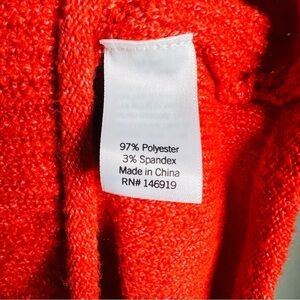 97% Polyester
3% Spandex
Made in China
RN# 146919